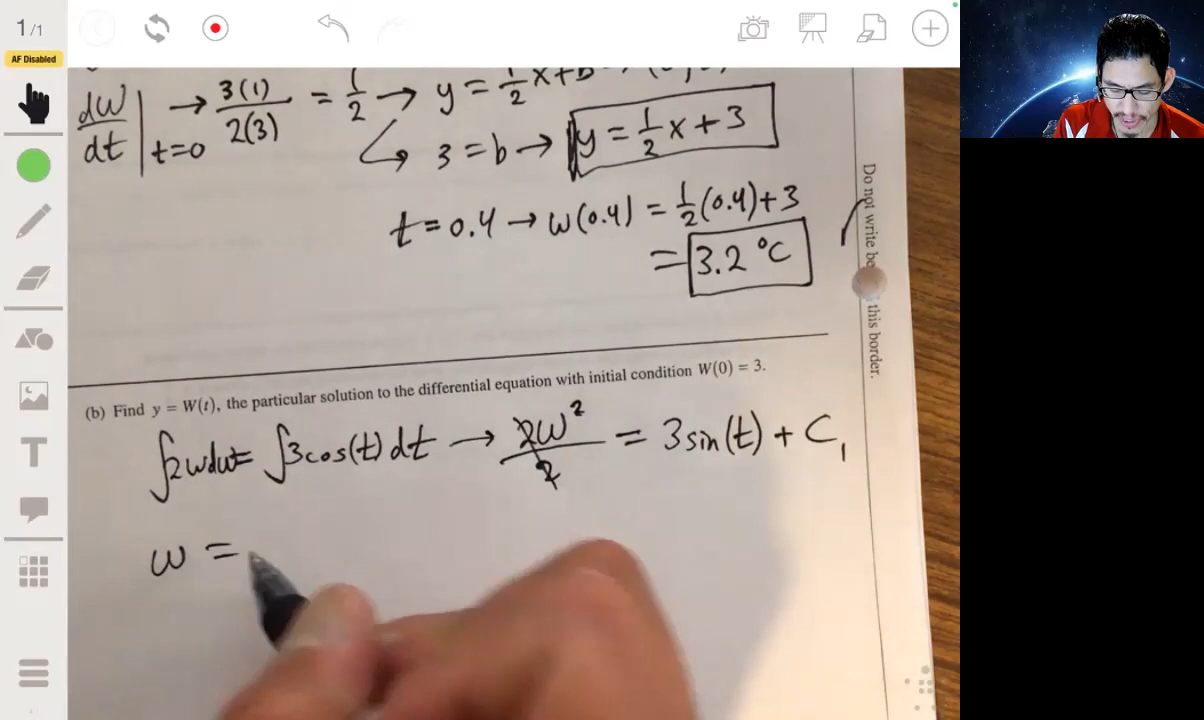 1/1
AF Disabled
dW/dt | t=0 → 3(1)/2(3) = 1/2 → y = 1/2 x + b
↳ 3 = b → y = 1/2 x + 3
t = 0.4 → w(0.4) = 1/2 (0.4) + 3
= 3.2 °C
(b) Find y = W(t), the particular solution to the differential equation with initial condition W(0) = 3.
∫2wdw = ∫3cos(t) dt → 2w²/2 = 3sin(t) + C₁
w =
Do not write be this border.
T